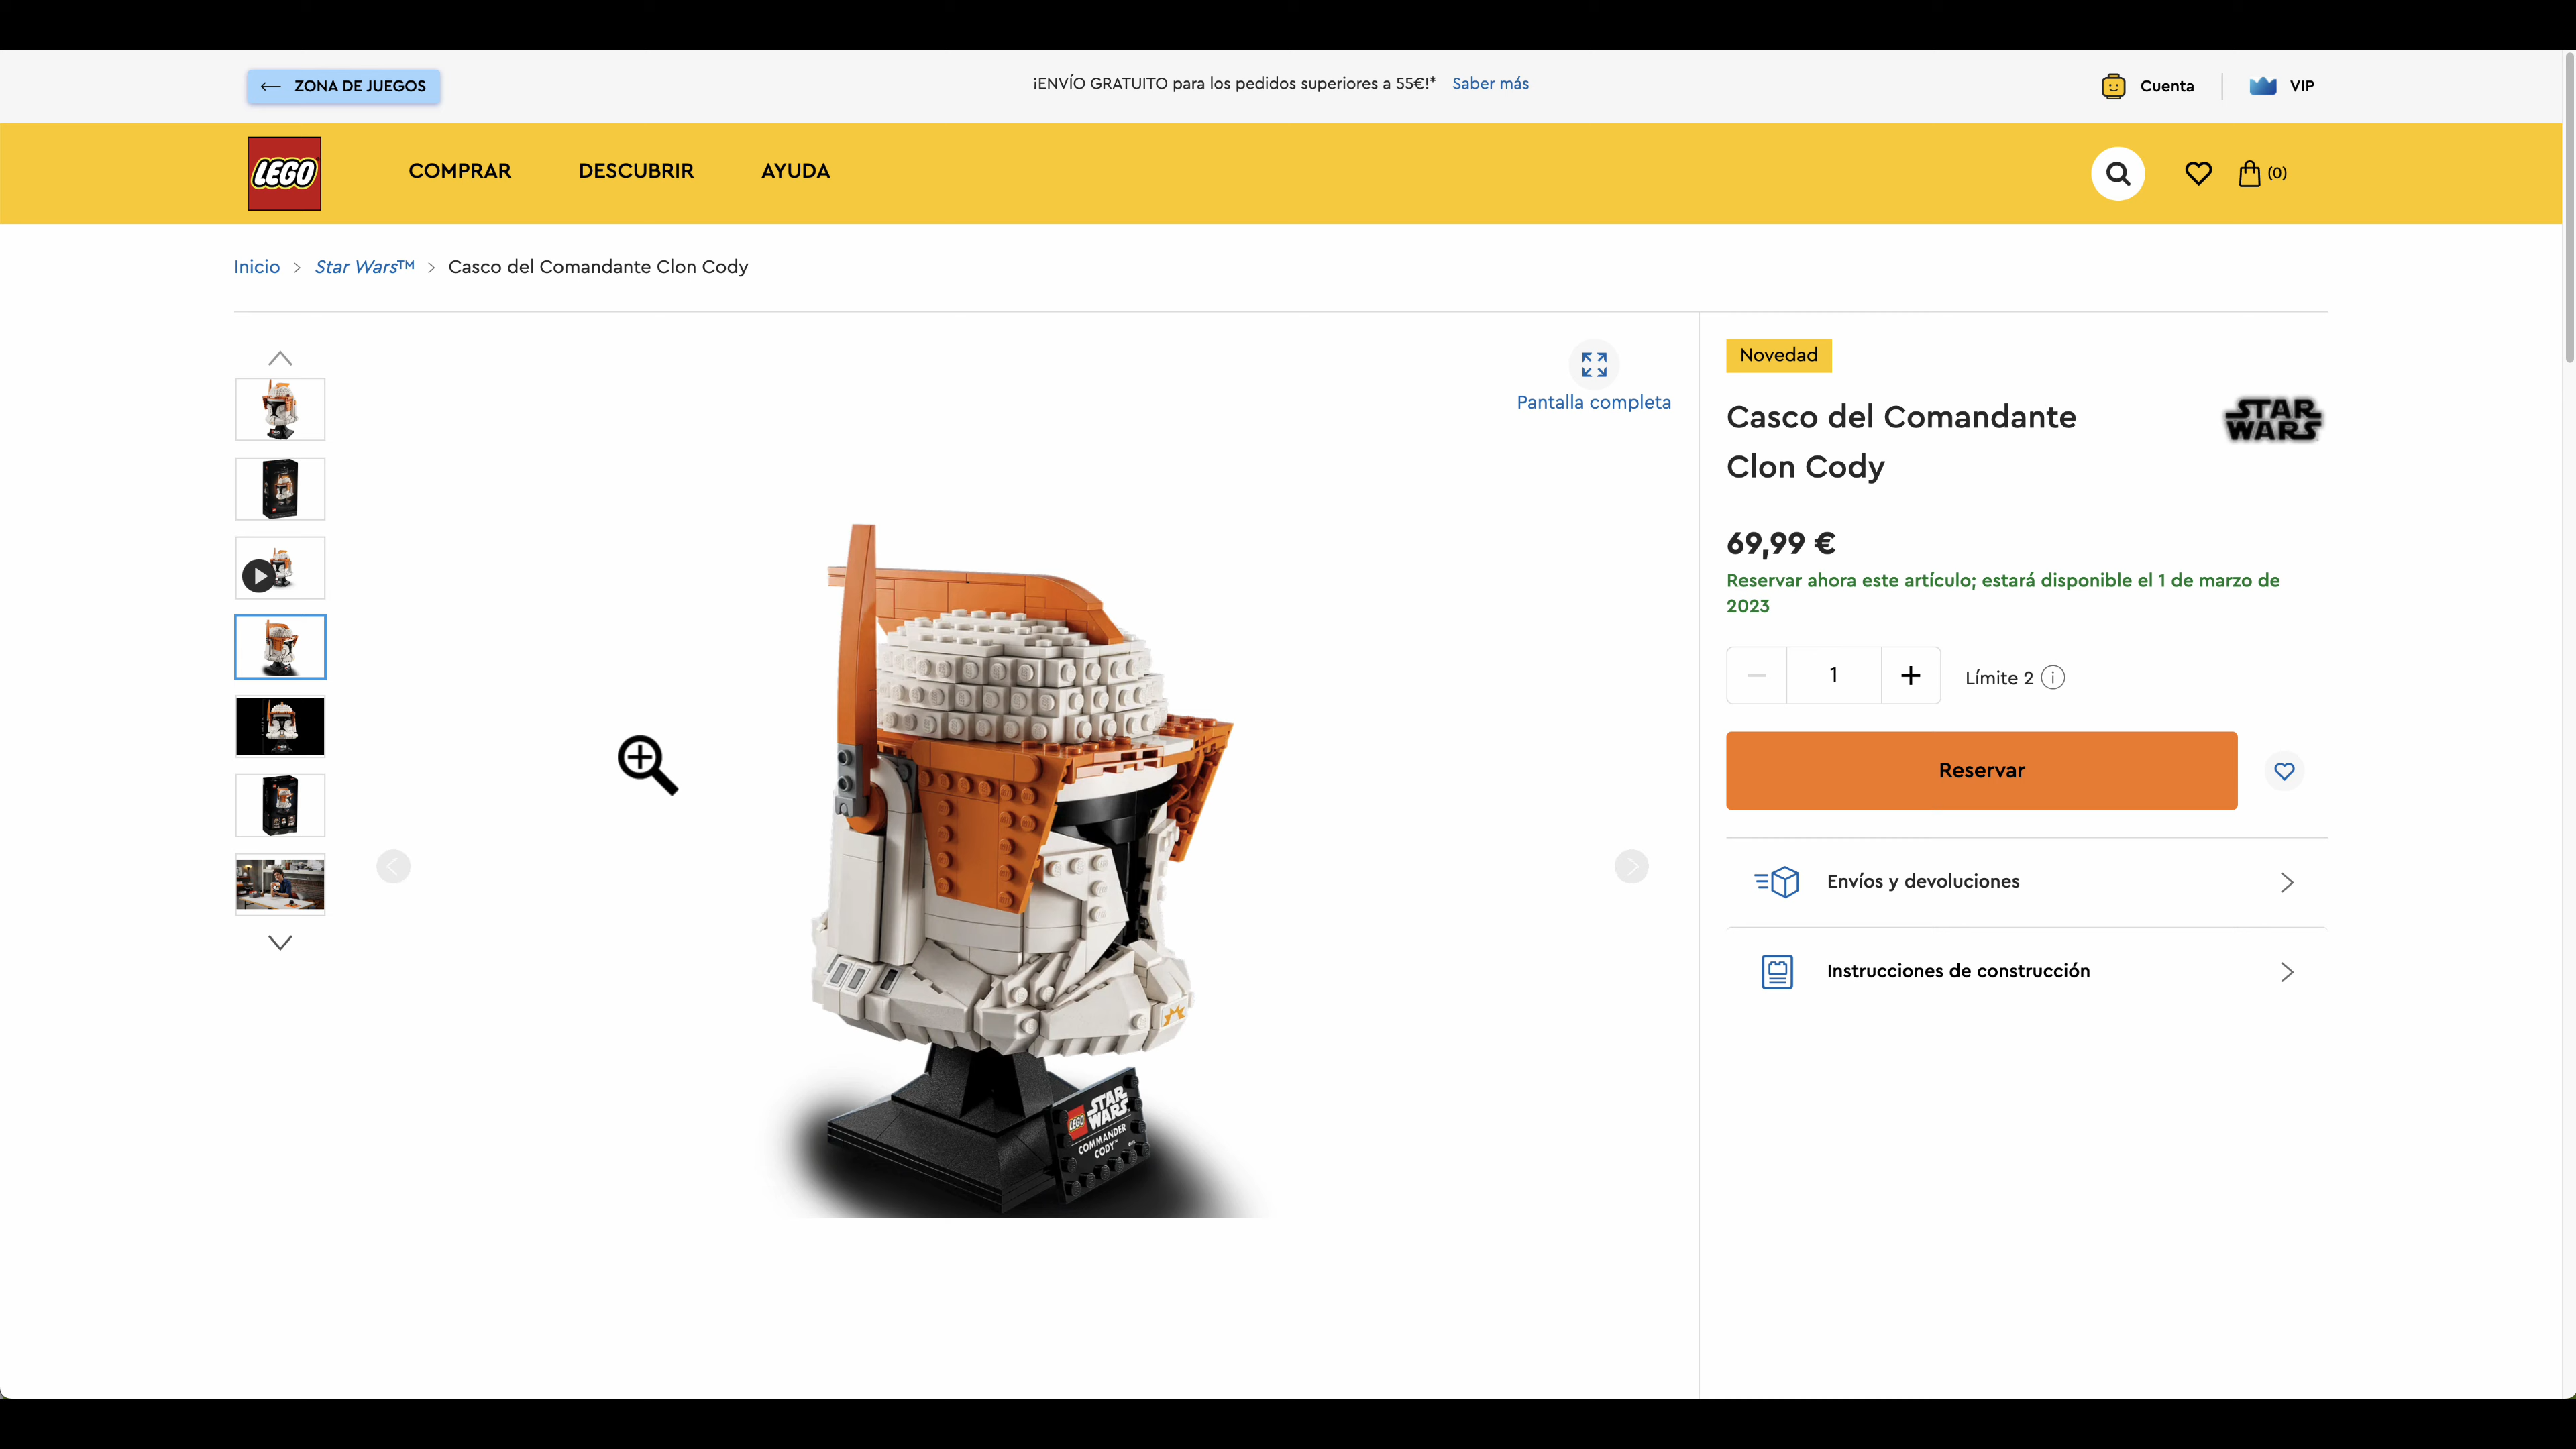 ZONA DE JUEGOS
¡ENVÍO GRATUITO para los pedidos superiores a 55€!* Saber más
Cuenta
VIP
LEGO
COMPRAR
DESCUBRIR
AYUDA
(0)
Inicio > Star Wars™ > Casco del Comandante Clon Cody
Pantalla completa
Novedad
Casco del Comandante
Clon Cody
STAR
WARS
69,99 €
Reservar ahora este artículo; estará disponible el 1 de marzo de
2023
1
Límite 2
Reservar
Envíos y devoluciones
Instrucciones de construcción
LEGO
STAR
WARS
COMMANDER
CODY™